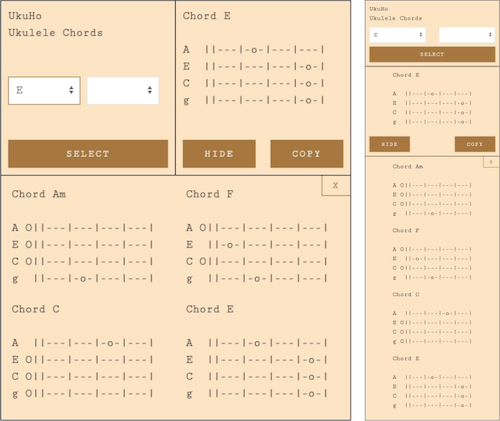 UkuHo
Ukulele Chords
E
SELECT
Chord E
A   ||---|-o-|---|---|
E   ||---|---|---|-o-|
C   ||---|---|---|-o-|
g   ||---|---|---|-o-|
HIDE
COPY
X
Chord Am
A O||---|---|---|---|
E O||---|---|---|---|
C O||---|---|---|---|
g   ||---|-o-|---|---|
Chord F
A O||---|---|---|---|
E   ||-o-|---|---|---|
C O||---|---|---|---|
g   ||---|-o-|---|---|
Chord C
A   ||---|---|-o-|---|
E O||---|---|---|---|
C O||---|---|---|---|
g O||---|---|---|---|
Chord E
A   ||---|-o-|---|---|
E   ||---|---|---|-o-|
C   ||---|---|---|-o-|
g   ||---|---|---|-o-|
UkuHo
Ukulele Chords
E
SELECT
Chord E
A   ||---|-o-|---|---|
E   ||---|---|---|-o-|
C   ||---|---|---|-o-|
g   ||---|---|---|-o-|
HIDE
COPY
X
Chord Am
A O||---|---|---|---|
E O||---|---|---|---|
C O||---|---|---|---|
g   ||---|-o-|---|---|
Chord F
A O||---|---|---|---|
E   ||-o-|---|---|---|
C O||---|---|---|---|
g   ||---|-o-|---|---|
Chord C
A   ||---|---|-o-|---|
E O||---|---|---|---|
C O||---|---|---|---|
g O||---|---|---|---|
Chord E
A   ||---|-o-|---|---|
E   ||---|---|---|-o-|
C   ||---|---|---|-o-|
g   ||---|---|---|-o-|